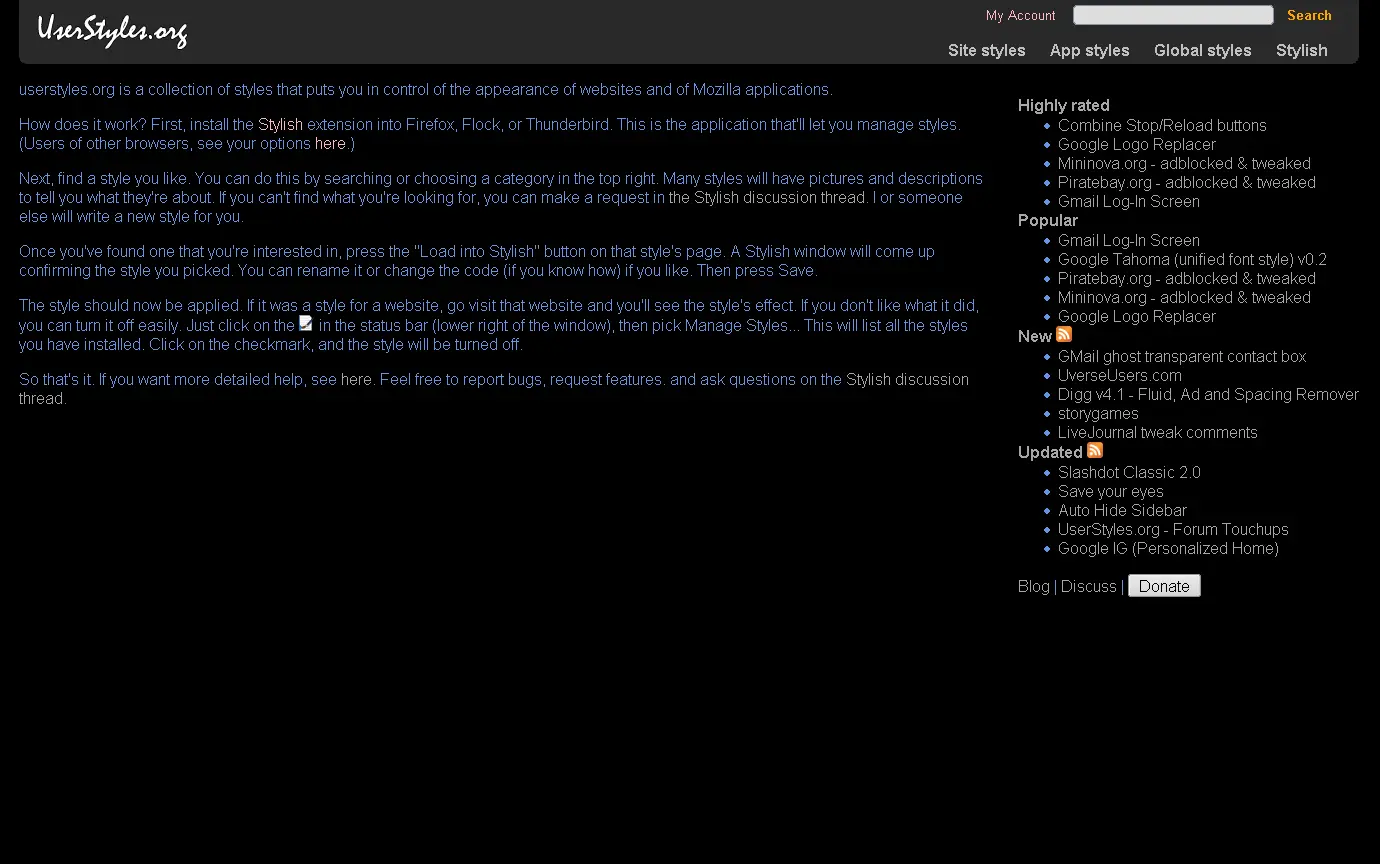 UserStyles.org
My Account
Search
Site styles App styles Global styles Stylish
userstyles.org is a collection of styles that puts you in control of the appearance of websites and of Mozilla applications.
How does it work? First, install the Stylish extension into Firefox, Flock, or Thunderbird. This is the application that'll let you manage styles.
(Users of other browsers, see your options here.)
Next, find a style you like. You can do this by searching or choosing a category in the top right. Many styles will have pictures and descriptions
to tell you what they're about. If you can't find what you're looking for, you can make a request in the Stylish discussion thread. I or someone
else will write a new style for you.
Once you've found one that you're interested in, press the "Load into Stylish" button on that style's page. A Stylish window will come up
confirming the style you picked. You can rename it or change the code (if you know how) if you like. Then press Save.
The style should now be applied. If it was a style for a website, go visit that website and you'll see the style's effect. If you don't like what it did,
you can turn it off easily. Just click on the in the status bar (lower right of the window), then pick Manage Styles... This will list all the styles
you have installed. Click on the checkmark, and the style will be turned off.
So that's it. If you want more detailed help, see here. Feel free to report bugs, request features. and ask questions on the Stylish discussion
thread.
Highly rated
Combine Stop/Reload buttons
Google Logo Replacer
Mininova.org - adblocked & tweaked
Piratebay.org - adblocked & tweaked
Gmail Log-In Screen
Popular
Gmail Log-In Screen
Google Tahoma (unified font style) v0.2
Piratebay.org - adblocked & tweaked
Mininova.org - adblocked & tweaked
Google Logo Replacer
New
GMail ghost transparent contact box
UverseUsers.com
Digg v4.1 - Fluid, Ad and Spacing Remover
storygames
LiveJournal tweak comments
Updated
Slashdot Classic 2.0
Save your eyes
Auto Hide Sidebar
UserStyles.org - Forum Touchups
Google IG (Personalized Home)
Blog | Discuss | Donate